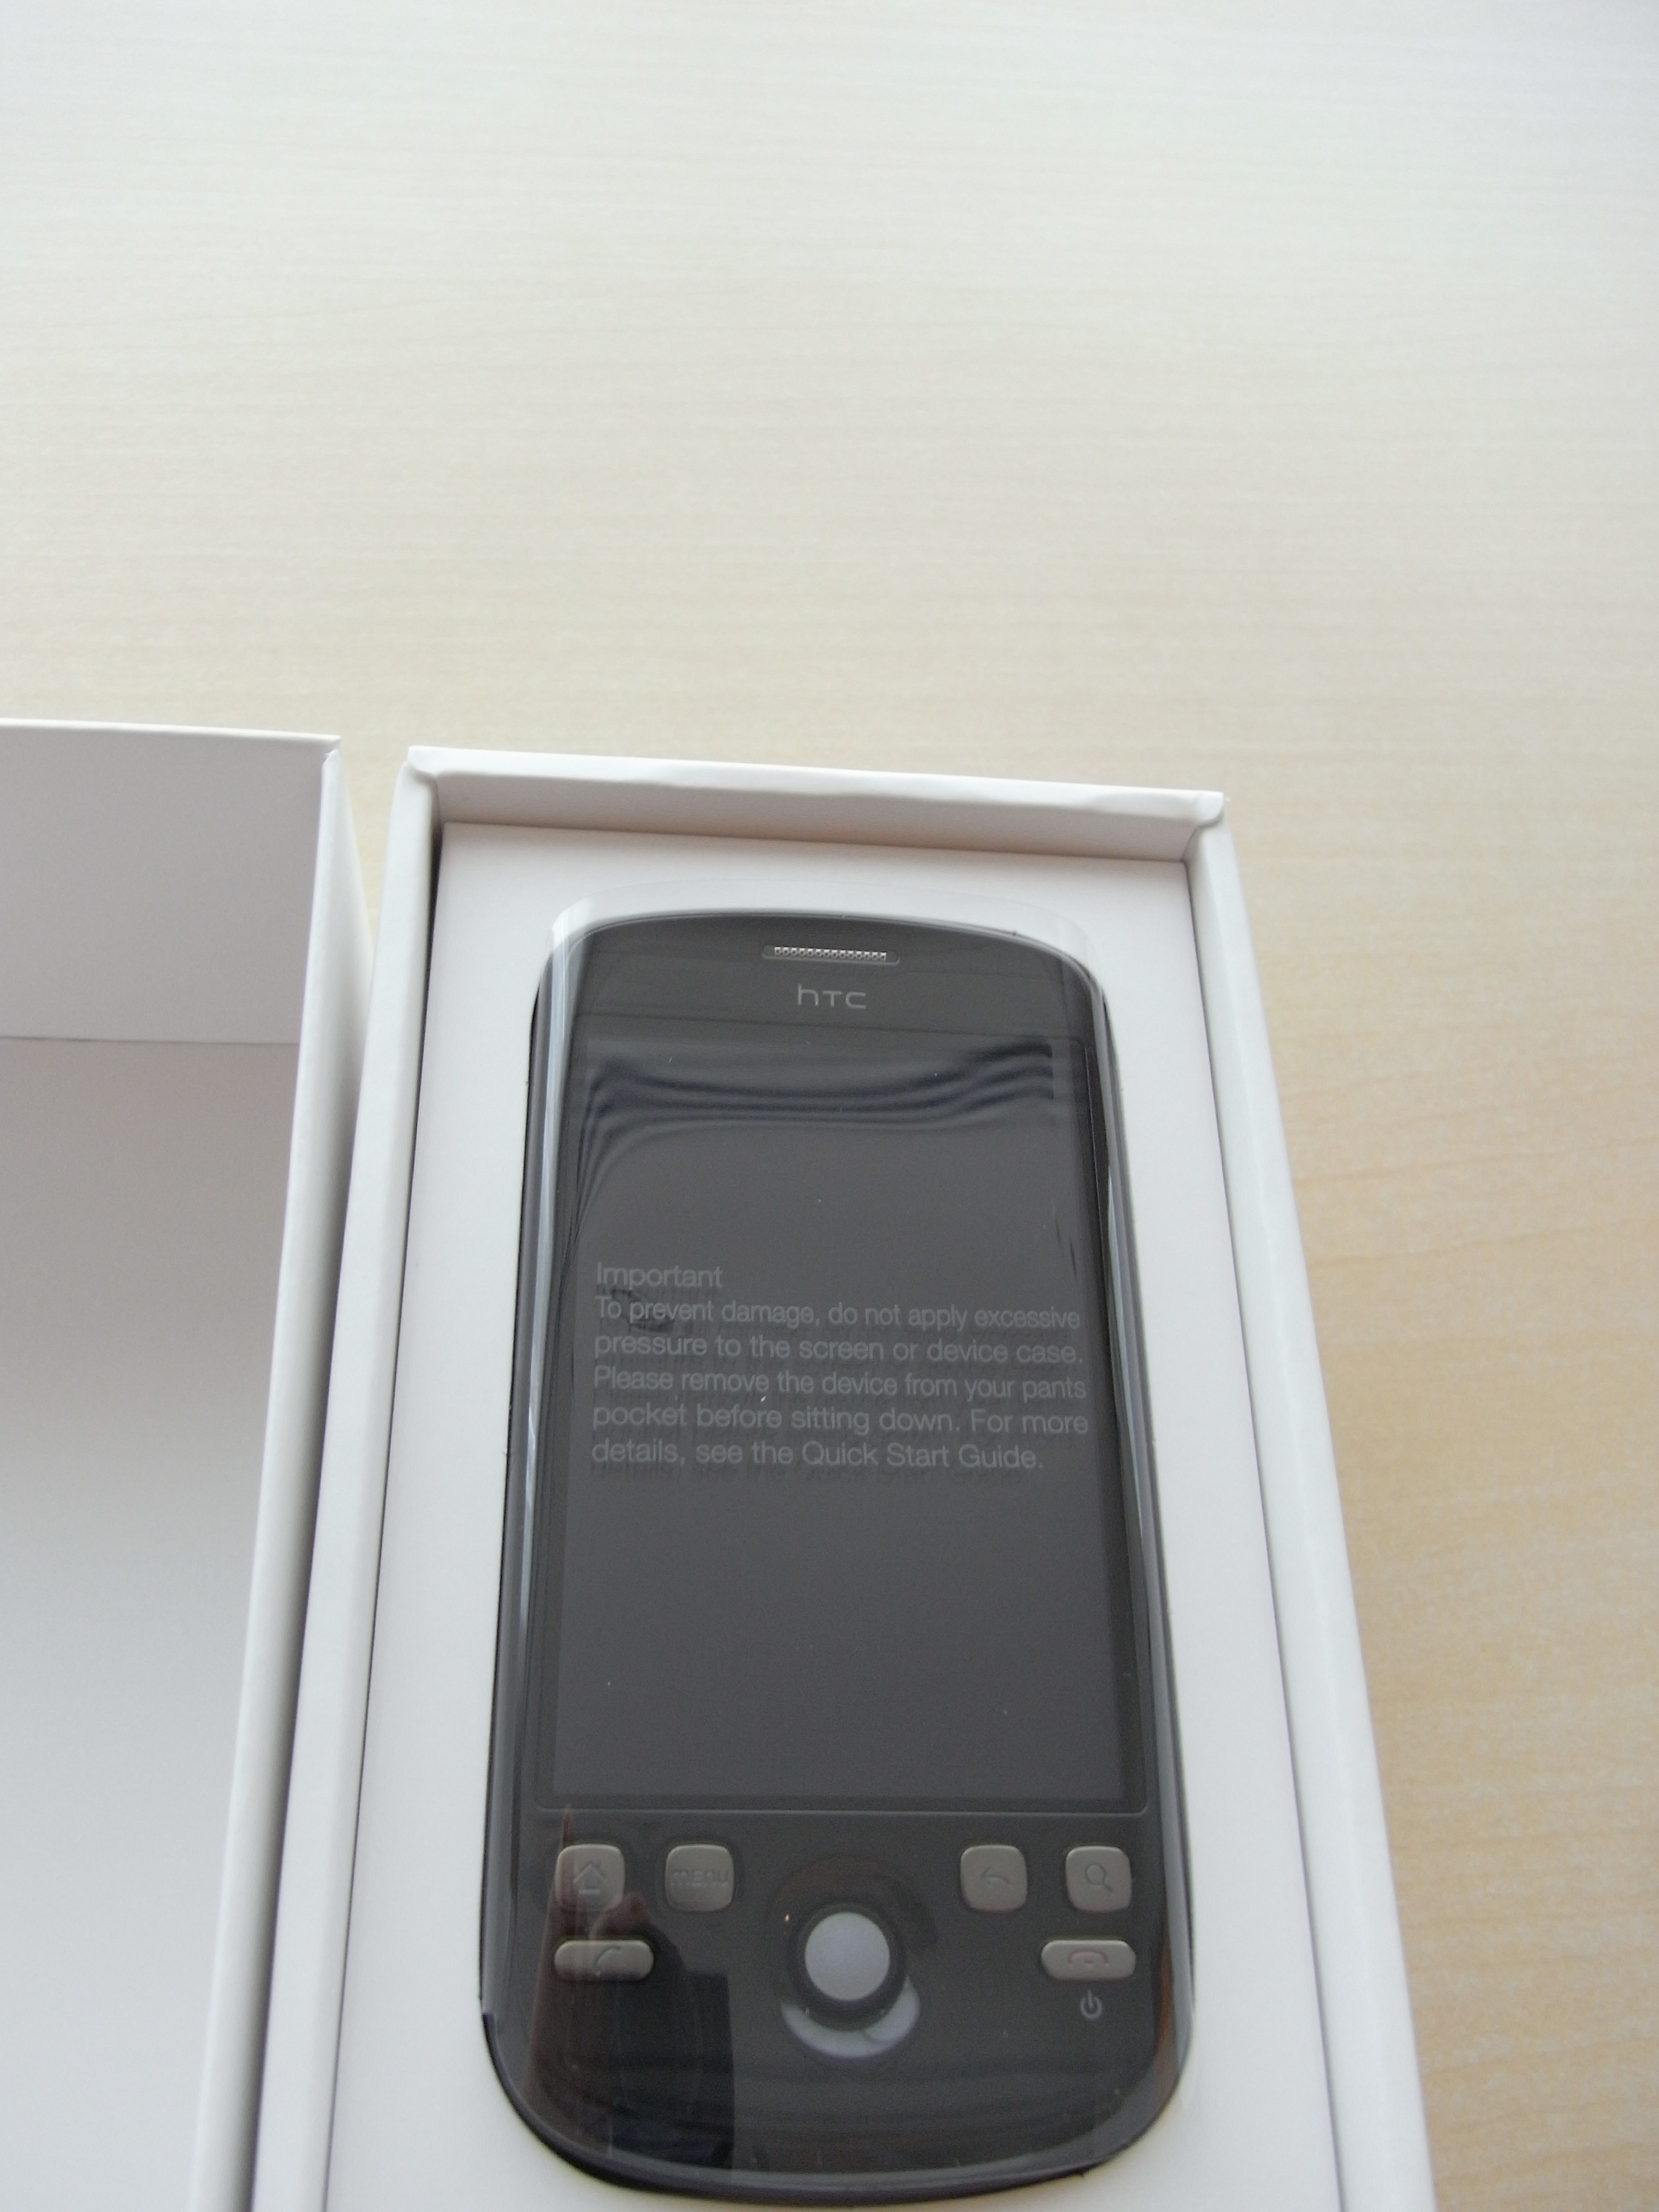 hTC
Important
To prevent damage, do not apply excessive
pressure to the screen or device case.
Please remove the device from your pants
pocket before sitting down. For more
details, see the Quick Start Guide.
MENU